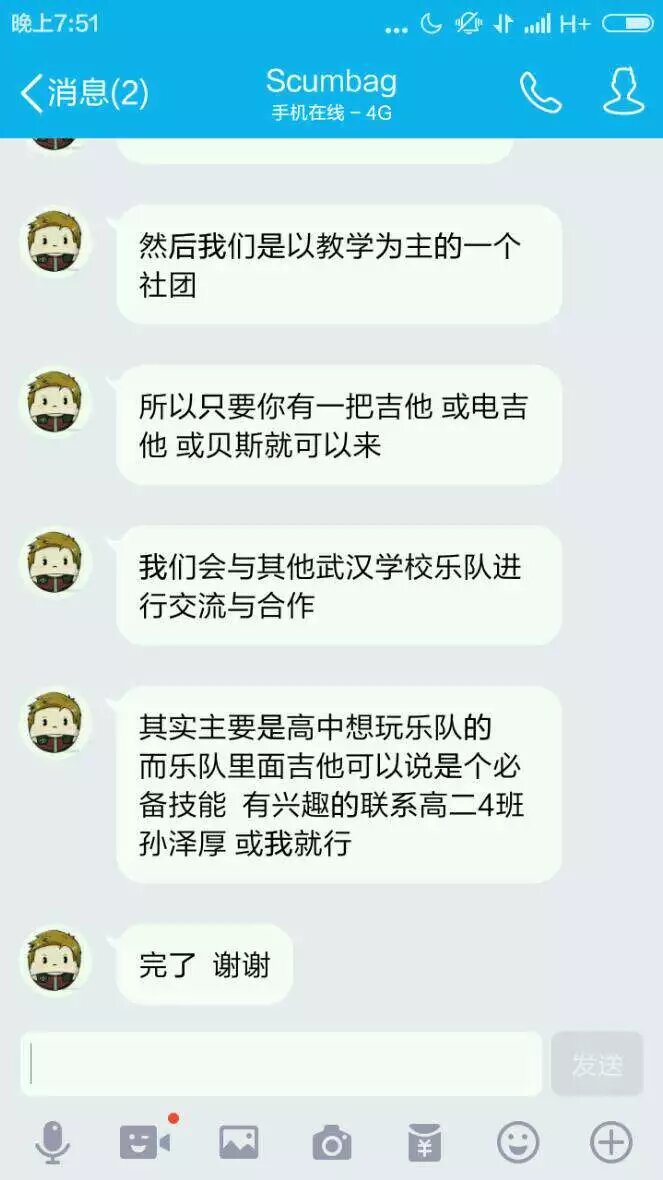 晚上7:51
H+
消息(2)
Scumbag
手机在线 – 4G
然后我们是以教学为主的一个
社团
所以只要你有一把吉他 或电吉
他 或贝斯就可以来
我们会与其他武汉学校乐队进
行交流与合作
其实主要是高中想玩乐队的
而乐队里面吉他可以说是个必
备技能  有兴趣的联系高二4班
孙泽厚 或我就行
完了  谢谢
发送
¥